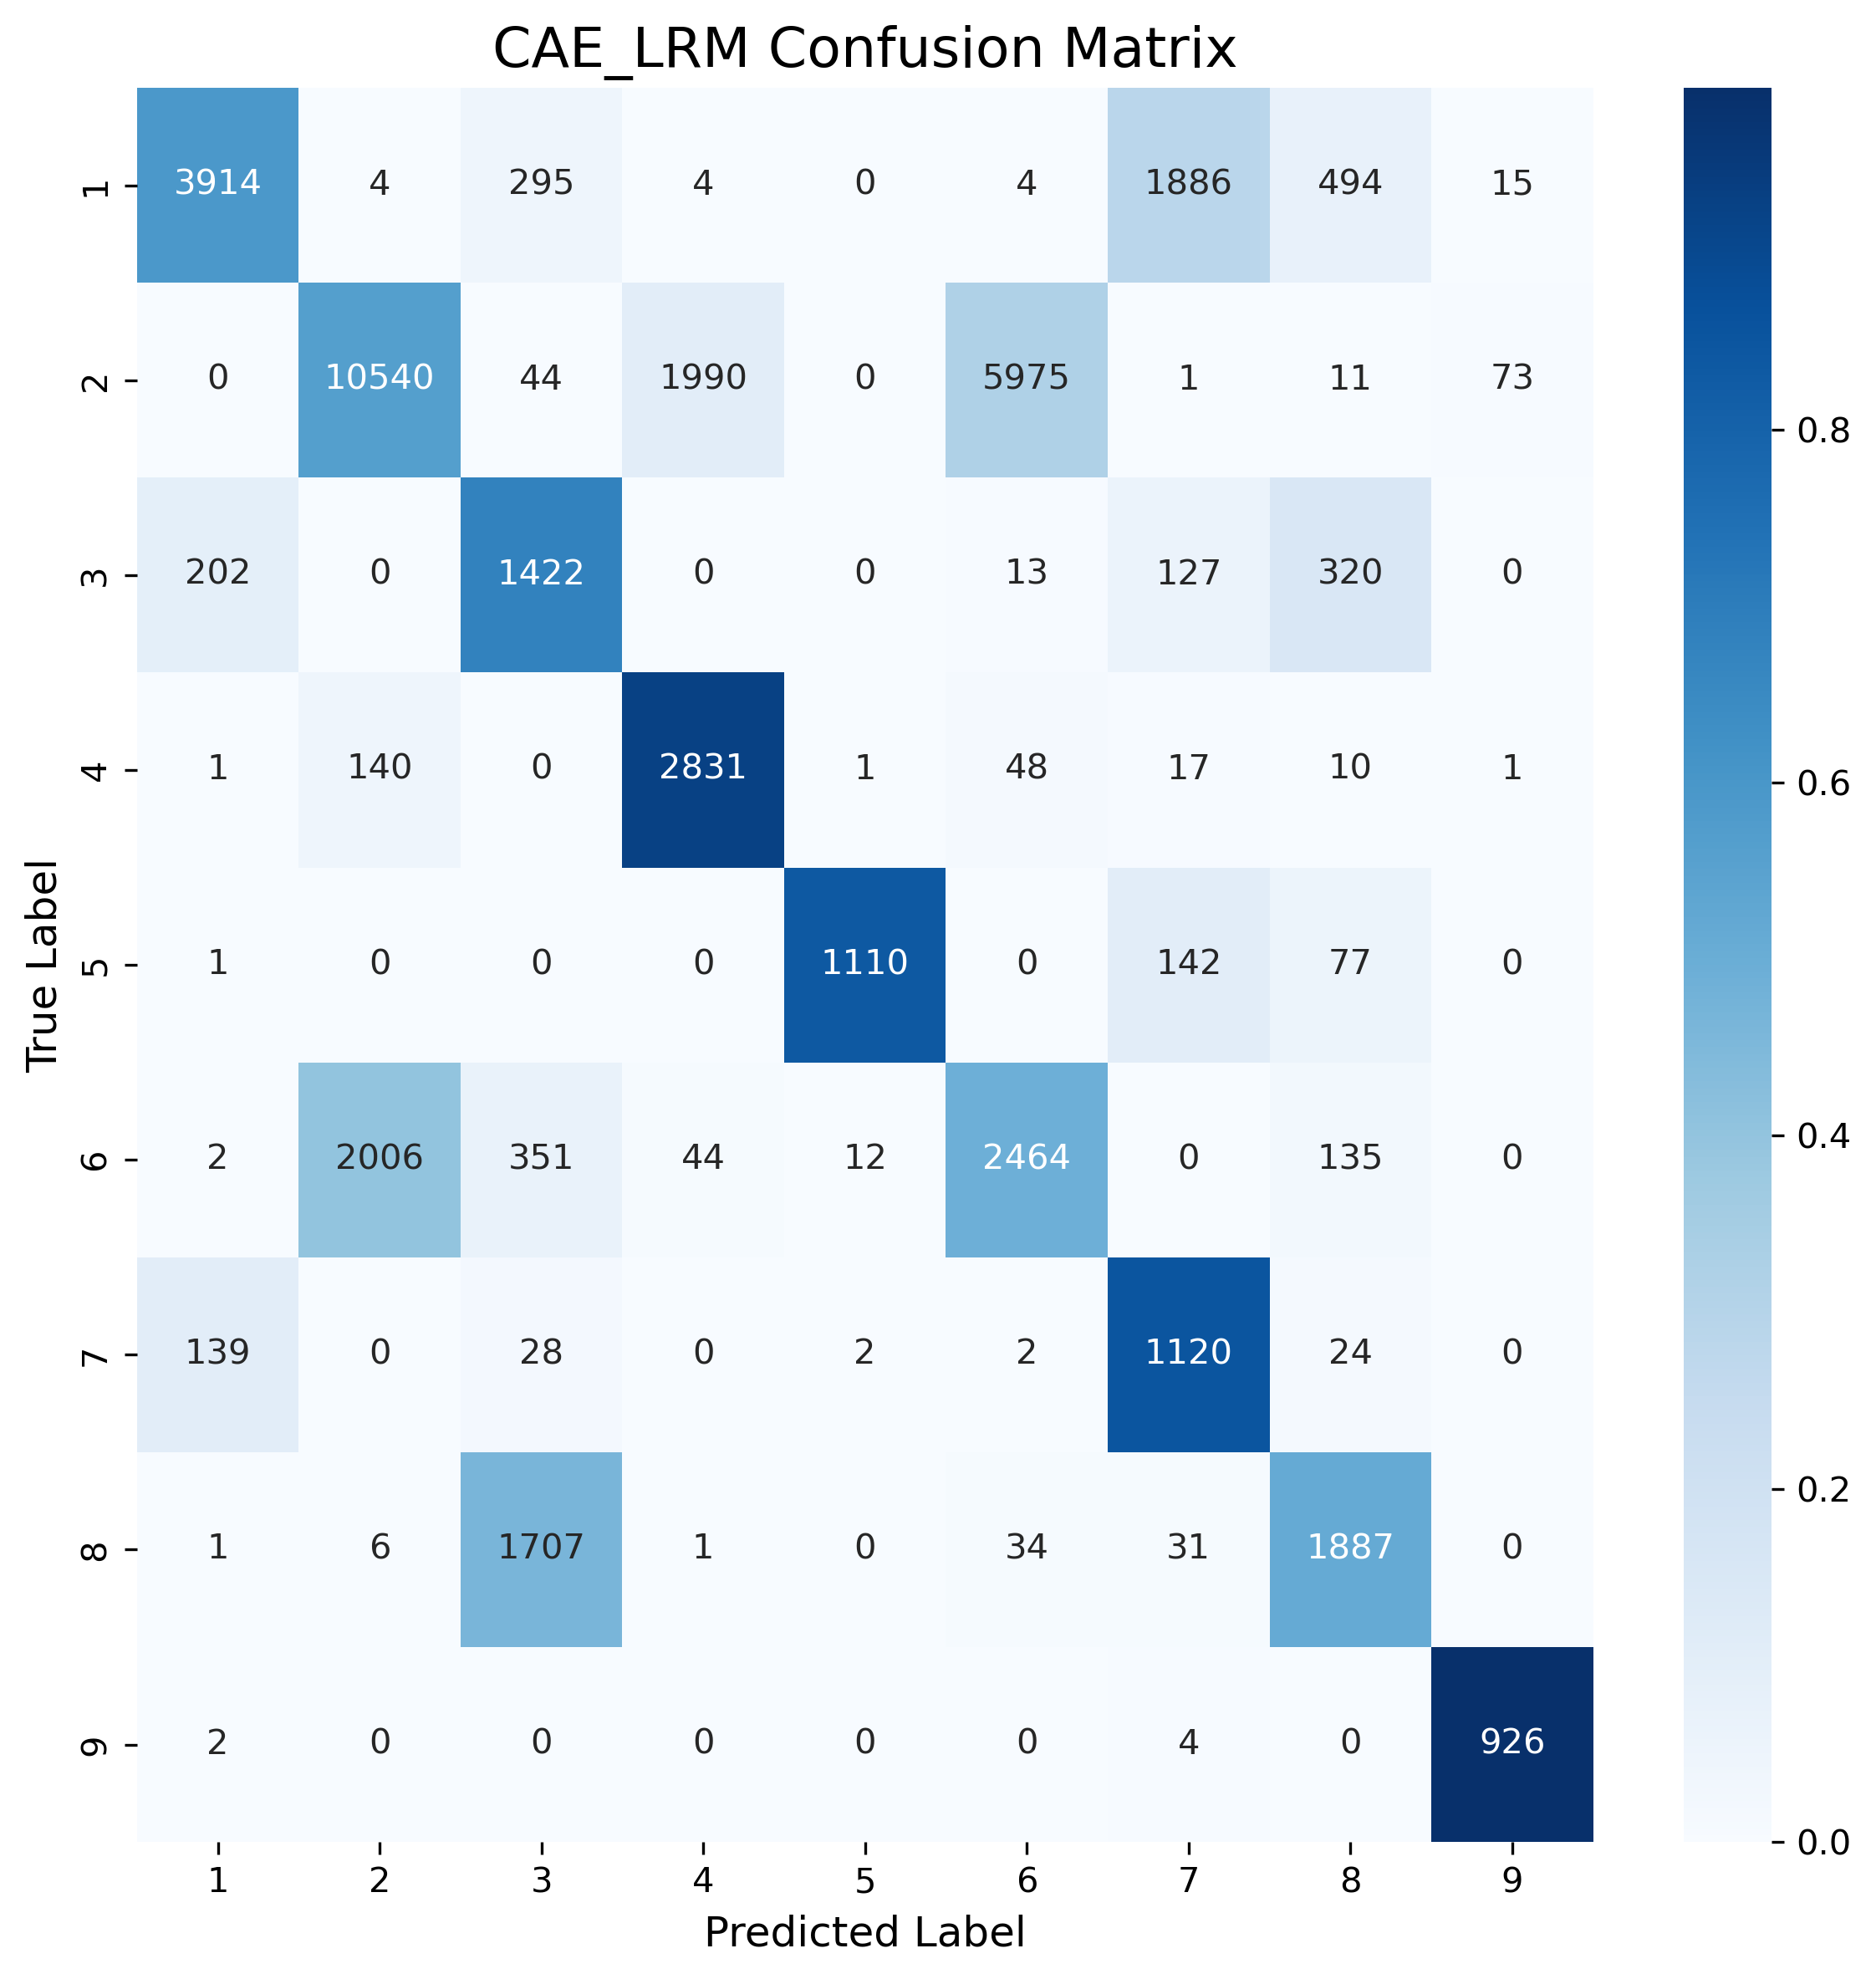 CAE_LRM Confusion Matrix
1 3914 4 295 4 0 4 1886 494 15
2 0 10540 44 1990 0 5975 1 11 73
0.8
3 202 0 1422 0 0 13 127 320 0
4 1 140 0 2831 1 48 17 10 1
0.6
True Label
5 1 0 0 0 1110 0 142 77 0
0.4
6 2 2006 351 44 12 2464 0 135 0
7 139 0 28 0 2 2 1120 24 0
0.2
8 1 6 1707 1 0 34 31 1887 0
9 2 0 0 0 0 0 4 0 926
0.0
1 2 3 4 5 6 7 8 9
Predicted Label